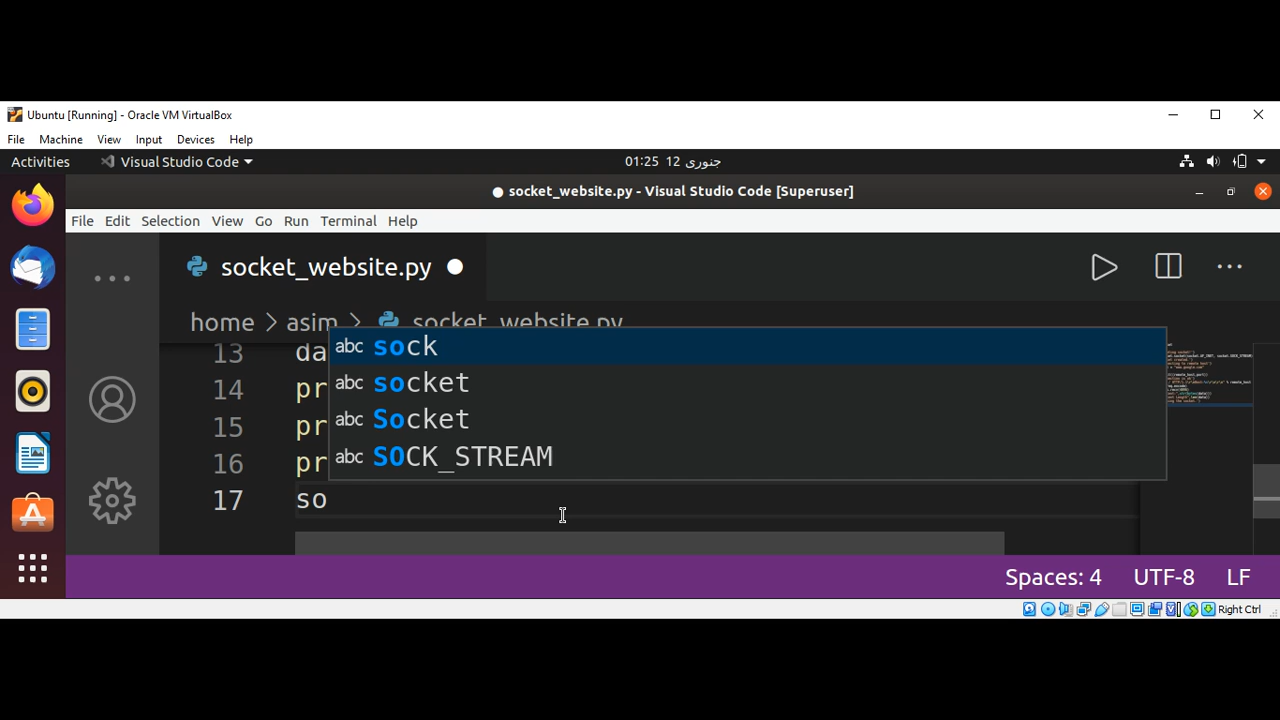 Ubuntu [Running] - Oracle VM VirtualBox
File Machine View Input Devices Help
Activities Visual Studio Code 01:25 12 جنوری
● socket_website.py - Visual Studio Code [Superuser]
File Edit Selection View Go Run Terminal Help
socket_website.py
home > asim > socket_website.py
abc sock
13 da
abc socket
14 pr
abc Socket
15 pr
abc SOCK_STREAM
16 pr
17 so
Spaces: 4 UTF-8 LF
Right Ctrl